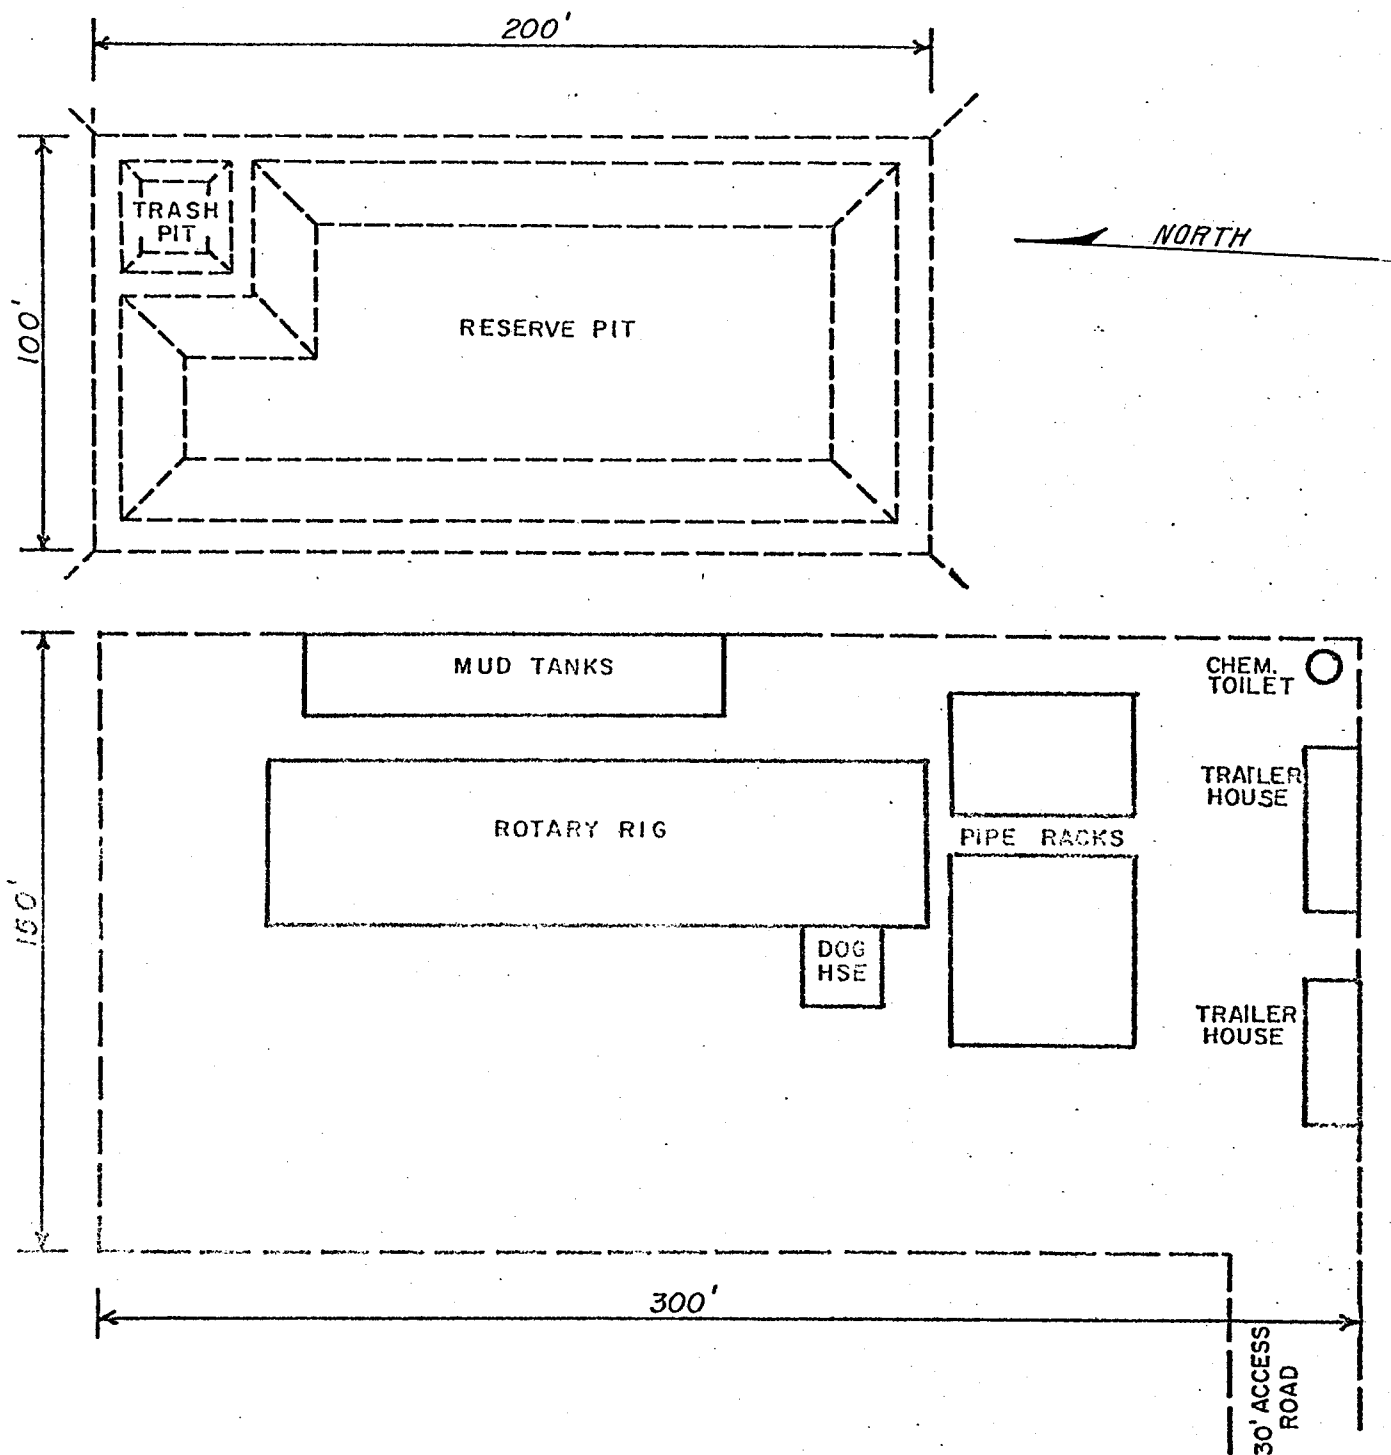 200'
TRASH
PIT
NORTH
100'
RESERVE PIT
MUD TANKS
CHEM.
TOILET
TRAILER
HOUSE
ROTARY RIG
PIPE RACKS
150'
DOG
HSE
TRAILER
HOUSE
300'
30' ACCESS
ROAD